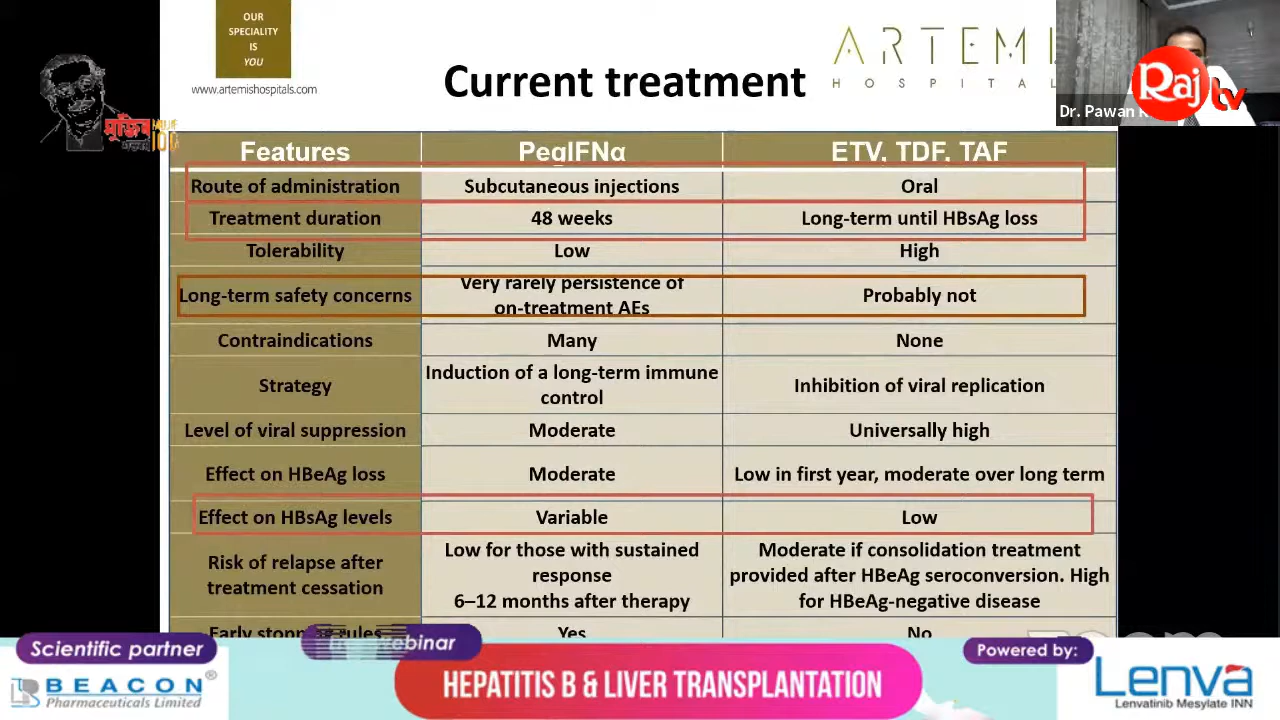 OUR
SPECIALITY
IS
YOU
www.artemishospitals.com
Current treatment
ARTEMI
HOSPITAL
Raj tv
Dr. Pawan
মুজিব
100
Features PegIFNα ETV, TDF, TAF
Route of administration Subcutaneous injections Oral
Treatment duration 48 weeks Long-term until HBsAg loss
Tolerability Low High
Long-term safety concerns Very rarely persistence of
on-treatment AEs Probably not
Contraindications Many None
Strategy Induction of a long-term immune
control Inhibition of viral replication
Level of viral suppression Moderate Universally high
Effect on HBeAg loss Moderate Low in first year, moderate over long term
Effect on HBsAg levels Variable Low
Risk of relapse after
treatment cessation
Low for those with sustained
response
6–12 months after therapy
Moderate if consolidation treatment
provided after HBeAg seroconversion. High
for HBeAg-negative disease
Early stopping rules Yes No
Scientific partner
BEACON®
Pharmaceuticals Limited
HEPATITIS B & LIVER TRANSPLANTATION
Powered by:
Lenva
Lenvatinib Mesylate INN